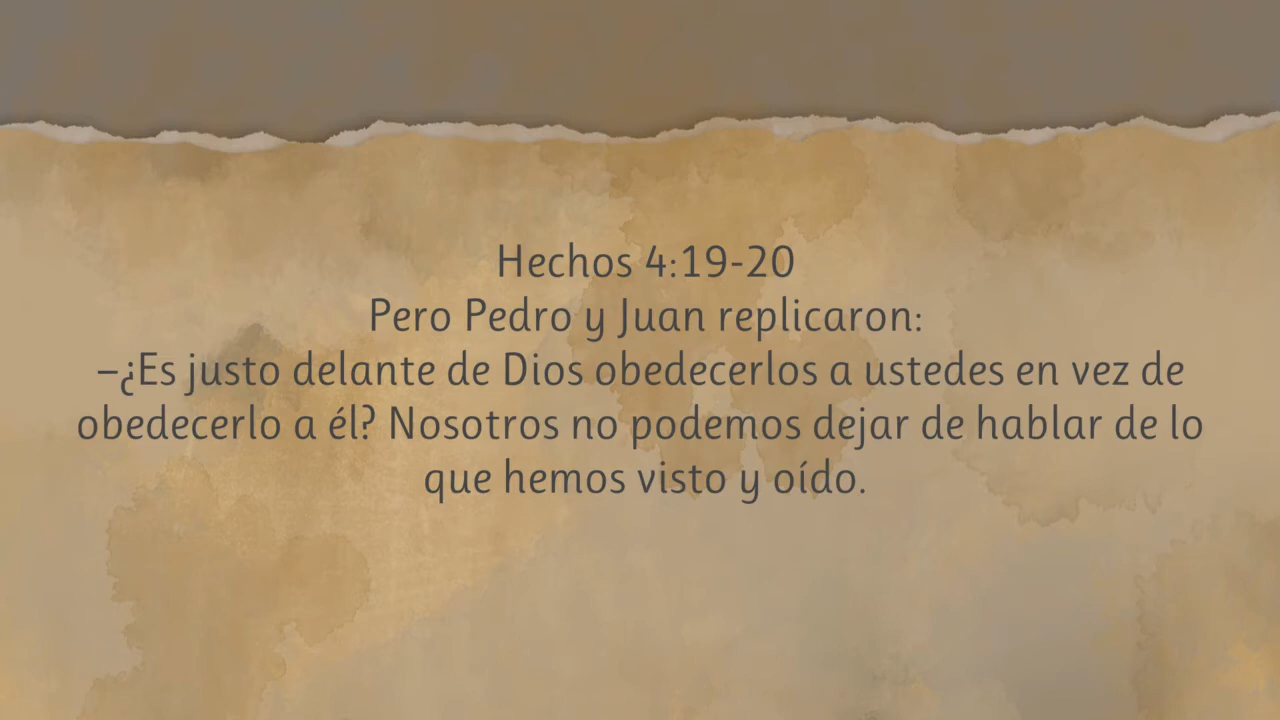 Hechos 4:19-20
Pero Pedro y Juan replicaron:
–¿Es justo delante de Dios obedecerlos a ustedes en vez de
obedecerlo a él? Nosotros no podemos dejar de hablar de lo
que hemos visto y oído.